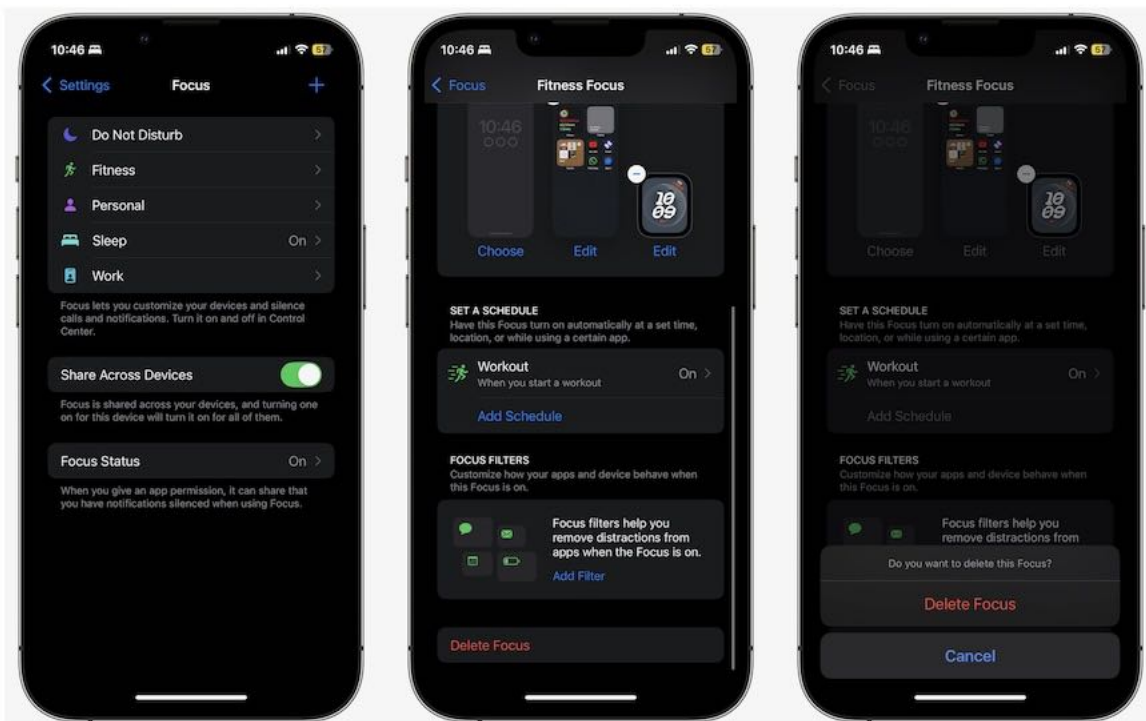 10:46
57
Settings
Focus
+
Do Not Disturb
Fitness
Personal
Sleep
On
Work
Focus lets you customize your devices and silence
calls and notifications. Turn it on and off in Control
Center.
Share Across Devices
Focus is shared across your devices, and turning one
on for this device will turn it on for all of them.
Focus Status
On
When you give an app permission, it can share that
you have notifications silenced when using Focus.
10:46
57
Focus
Fitness Focus
10:46
10
09
Choose
Edit
Edit
SET A SCHEDULE
Have this Focus turn on automatically at a set time,
location, or while using a certain app.
Workout
When you start a workout
On
Add Schedule
FOCUS FILTERS
Customize how your apps and device behave when
this Focus is on.
Focus filters help you
remove distractions from
apps when the Focus is on.
Add Filter
Delete Focus
10:46
57
Focus
Fitness Focus
10:46
10
09
Choose
Edit
Edit
SET A SCHEDULE
Have this Focus turn on automatically at a set time,
location, or while using a certain app.
Workout
When you start a workout
On
Add Schedule
FOCUS FILTERS
Customize how your apps and device behave when
this Focus is on.
Focus filters help you
remove distractions from
Do you want to delete this Focus?
Delete Focus
Cancel